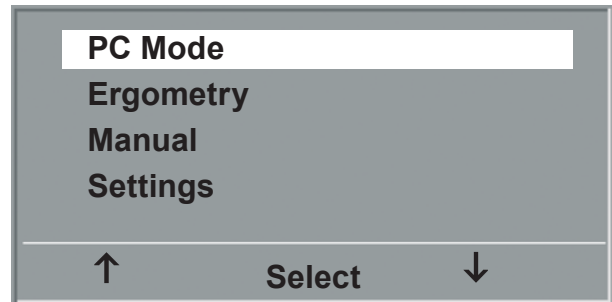 PC Mode
Ergometry
Manual
Settings
↑ Select ↓